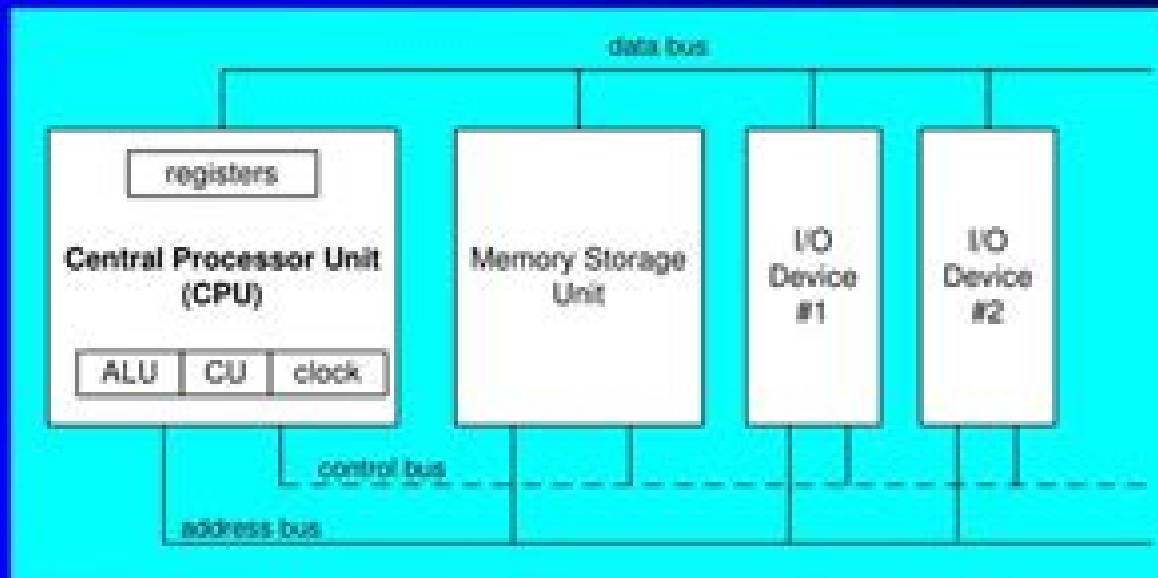 data bus
registers
Central Processor Unit
(CPU)
ALU
CU
clock
Memory Storage
Unit
I/O
Device
#1
I/O
Device
#2
control bus
address bus